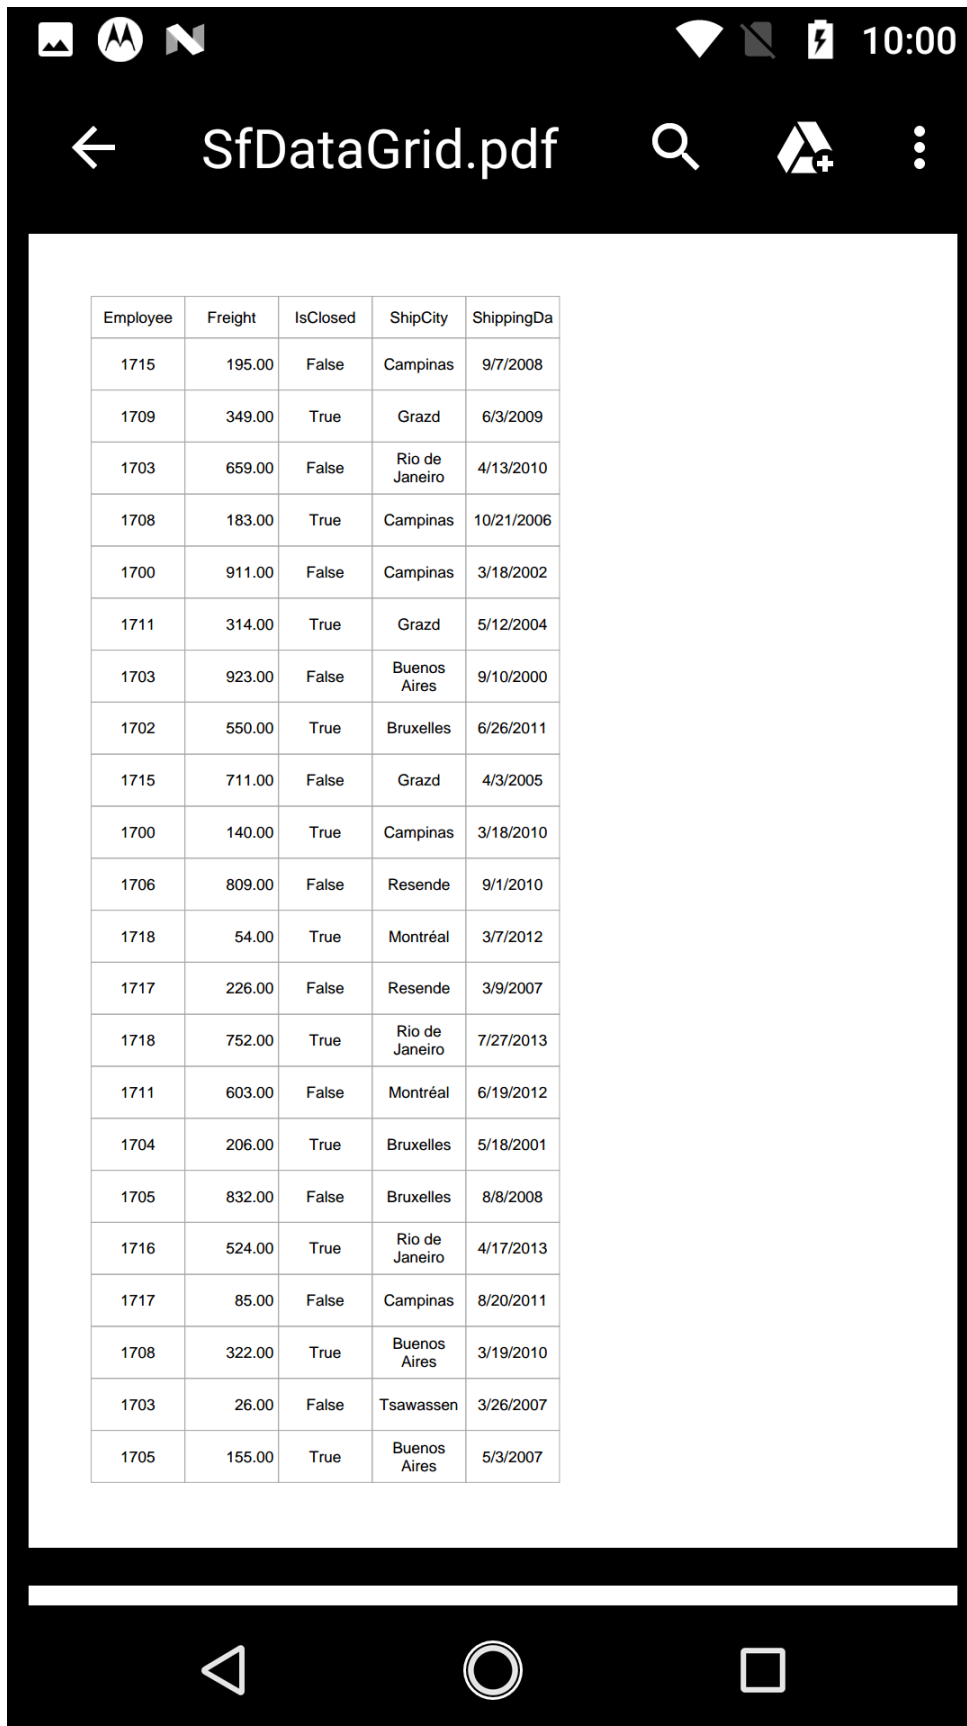 10:00
SfDataGrid.pdf
Employee Freight IsClosed ShipCity ShippingDa
1715 195.00 False Campinas 9/7/2008
1709 349.00 True Grazd 6/3/2009
1703 659.00 False Rio de Janeiro 4/13/2010
1708 183.00 True Campinas 10/21/2006
1700 911.00 False Campinas 3/18/2002
1711 314.00 True Grazd 5/12/2004
1703 923.00 False Buenos Aires 9/10/2000
1702 550.00 True Bruxelles 6/26/2011
1715 711.00 False Grazd 4/3/2005
1700 140.00 True Campinas 3/18/2010
1706 809.00 False Resende 9/1/2010
1718 54.00 True Montréal 3/7/2012
1717 226.00 False Resende 3/9/2007
1718 752.00 True Rio de Janeiro 7/27/2013
1711 603.00 False Montréal 6/19/2012
1704 206.00 True Bruxelles 5/18/2001
1705 832.00 False Bruxelles 8/8/2008
1716 524.00 True Rio de Janeiro 4/17/2013
1717 85.00 False Campinas 8/20/2011
1708 322.00 True Buenos Aires 3/19/2010
1703 26.00 False Tsawassen 3/26/2007
1705 155.00 True Buenos Aires 5/3/2007